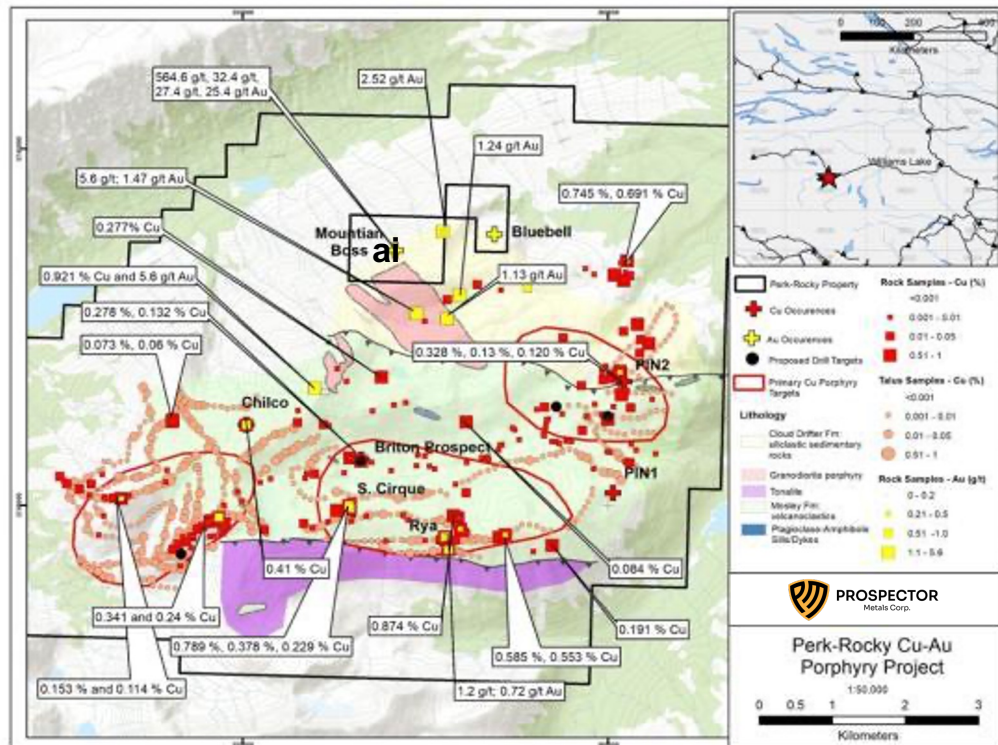 564.6 g/t, 32.4 g/t,
27.4 g/t, 25.4 g/t Au
2.52 g/t Au
1.24 g/t Au
5.6 g/t; 1.47 g/t Au
0.745 %, 0.691 % Cu
0.277% Cu
Mountian
Boss
ai
Bluebell
0.921 % Cu and 5.6 g/t Au
1.13 g/t Au
0.278 %, 0.132 % Cu
0.073 %, 0.06 % Cu
0.328 %, 0.13 %, 0.120 % Cu
PIN2
Chilco
Briton Prospect
PIN1
S. Cirque
Rya
0.41 % Cu
0.084 % Cu
0.341 and 0.24 % Cu
0.874 % Cu
0.191 % Cu
0.789 %, 0.378 %, 0.229 % Cu
0.585 %, 0.553 % Cu
0.153 % and 0.114 % Cu
1.2 g/t; 0.72 g/t Au
0 100 200 400
Kilometers
Williams Lake
Perk-Rocky Property
Cu Occurences
Au Occurences
Proposed Drill Targets
Primary Cu Porphyry
Targets
Lithology
Cloud Drifter Fm:
siliclastic sedimentary
rocks
Granodiorite porphyry
Tonalite
Mosley Fm:
volcanoclastics
Plagioclase-Amphibole
Sills/Dykes
Rock Samples - Cu (%)
<0.001
0.001 - 0.01
0.01 - 0.05
0.51 - 1
Talus Samples - Cu (%)
<0.001
0.001 - 0.01
0.01 - 0.05
0.51 - 1
Rock Samples - Au (g/t)
0 - 0.2
0.21 - 0.5
0.51 - 1.0
1.1 - 5.6
PROSPECTOR
Metals Corp.
Perk-Rocky Cu-Au
Porphyry Project
1:50,000
0 0.5 1 2 3
Kilometers